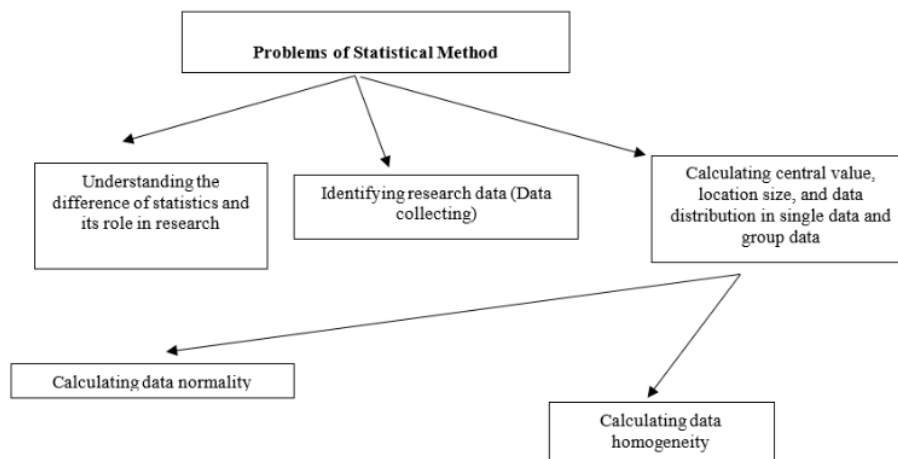 Problems of Statistical Method
Understanding the
difference of statistics and
its role in research
Identifying research data (Data
collecting)
Calculating central value,
location size, and data
distribution in single data and
group data
Calculating data normality
Calculating data
homogeneity